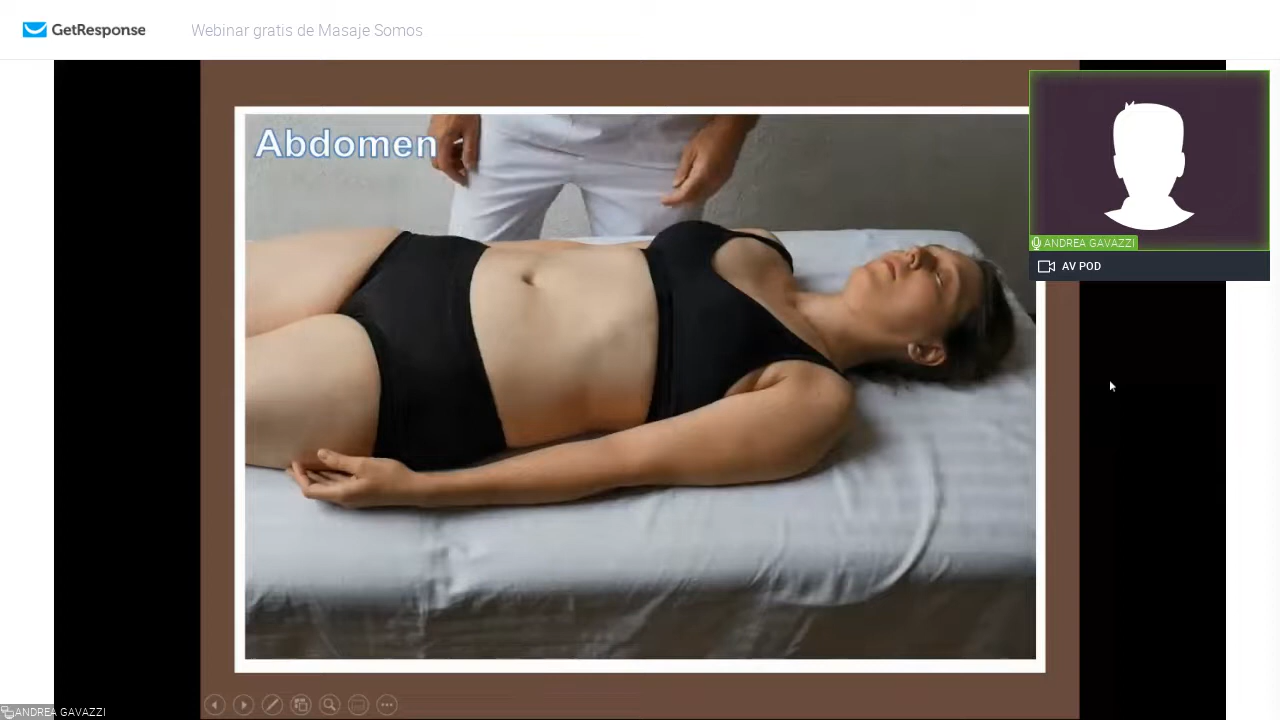 GetResponse
Webinar gratis de Masaje Somos
Abdomen
ANDREA GAVAZZI
AV POD
ANDREA GAVAZZI